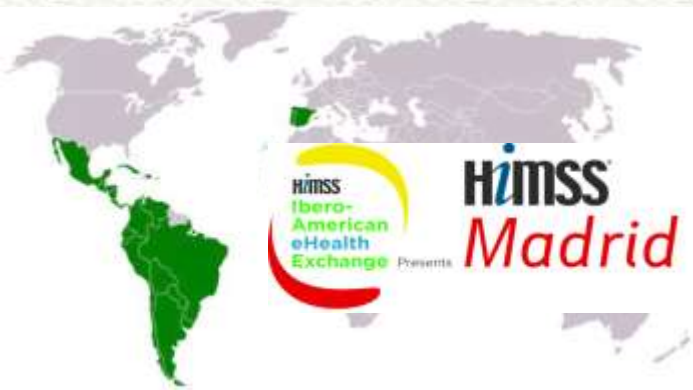 HIMSS
Ibero-
American
eHealth
Exchange
Presents
HIMSS
Madrid